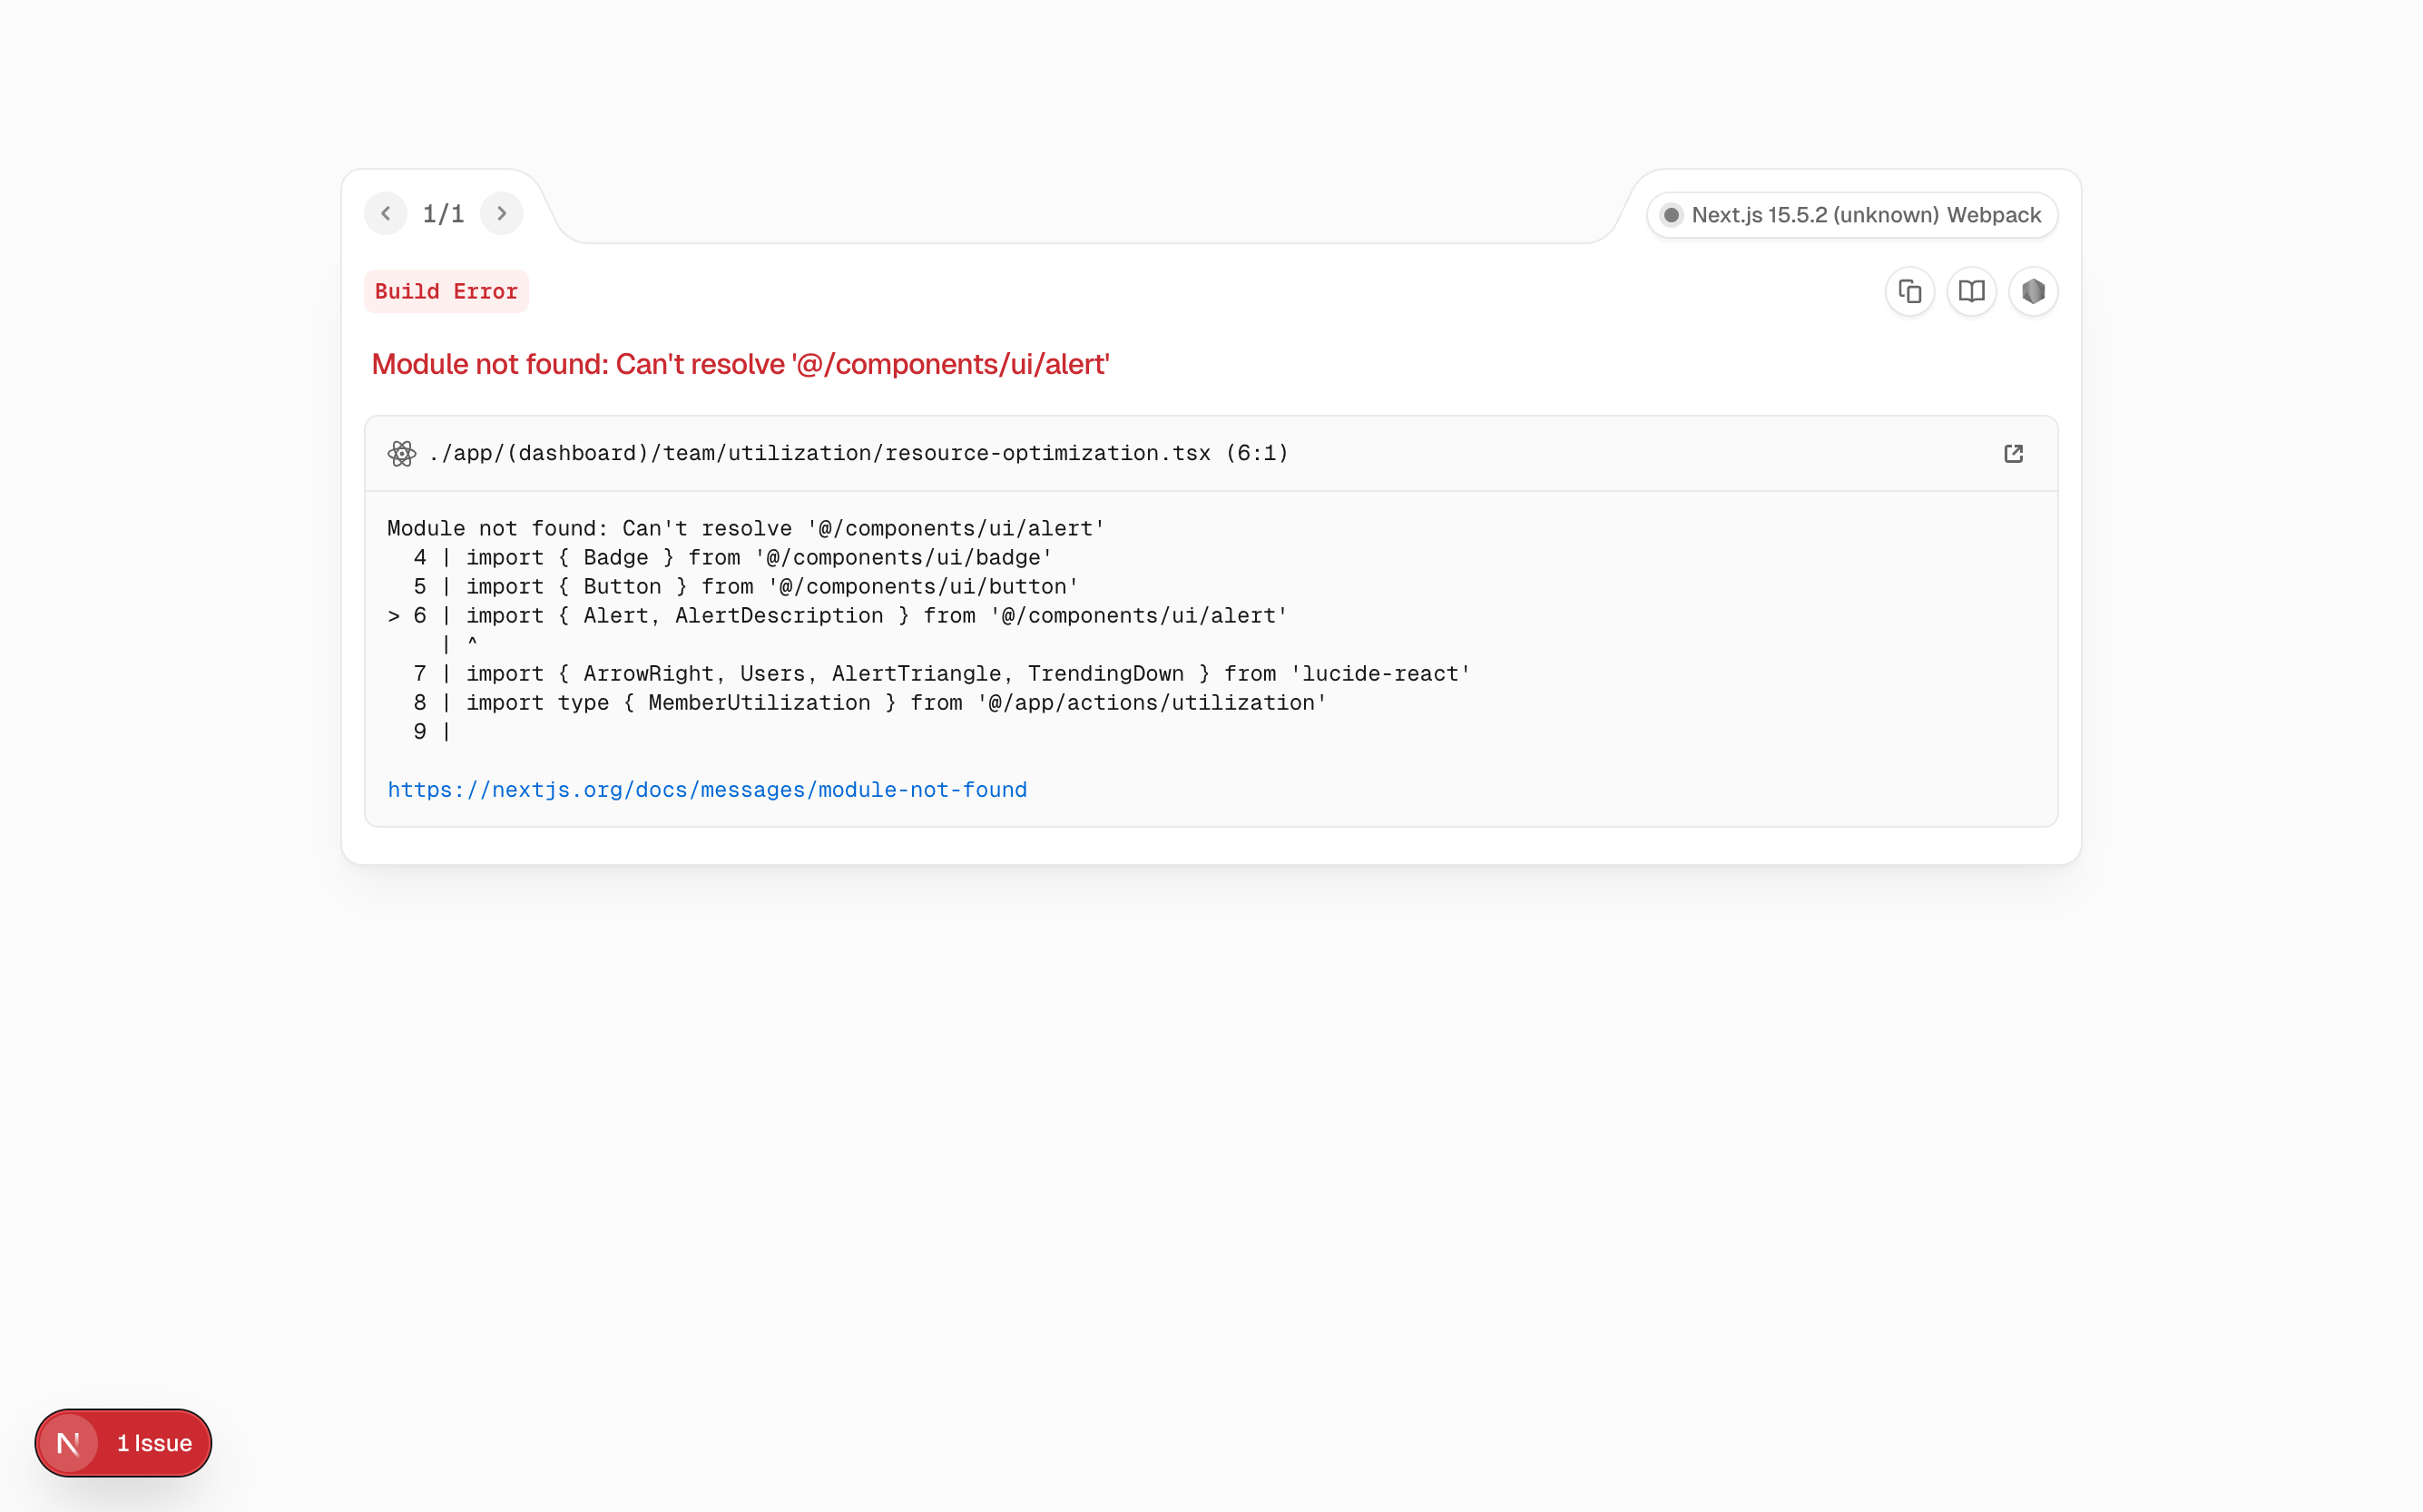 1/1
Next.js 15.5.2 (unknown) Webpack
Build Error
Module not found: Can't resolve '@/components/ui/alert'
./app/(dashboard)/team/utilization/resource-optimization.tsx (6:1)
Module not found: Can't resolve '@/components/ui/alert'
  4 | import { Badge } from '@/components/ui/badge'
  5 | import { Button } from '@/components/ui/button'
> 6 | import { Alert, AlertDescription } from '@/components/ui/alert'
    | ^
  7 | import { ArrowRight, Users, AlertTriangle, TrendingDown } from 'lucide-react'
  8 | import type { MemberUtilization } from '@/app/actions/utilization'
  9 |
https://nextjs.org/docs/messages/module-not-found
N 1 Issue